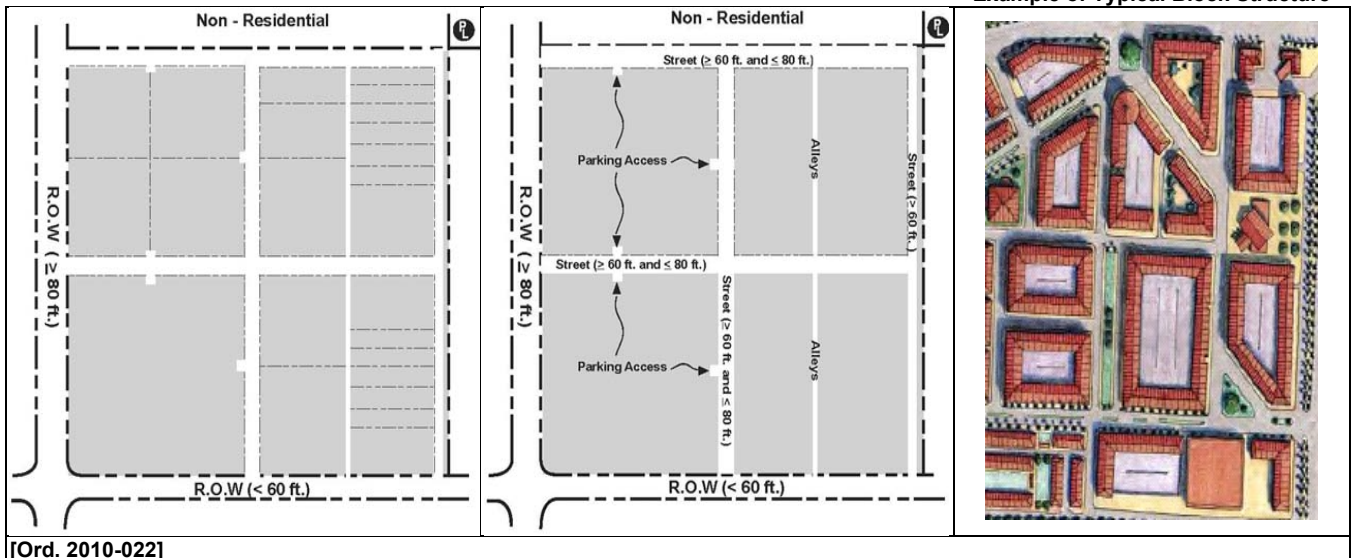 Example of Typical Block Structure
Non - Residential
PL
R.O.W (≥ 80 ft.)
R.O.W (< 60 ft.)
Non - Residential
PL
Street (≥ 60 ft. and ≤ 80 ft.)
Parking Access
Alleys
Street (> 60 ft.)
R.O.W (≥ 80 ft.)
Street (≥ 60 ft. and ≤ 80 ft.)
Street (≥ 60 ft. and ≤ 80 ft.)
Parking Access
Alleys
R.O.W (< 60 ft.)
[Ord. 2010-022]